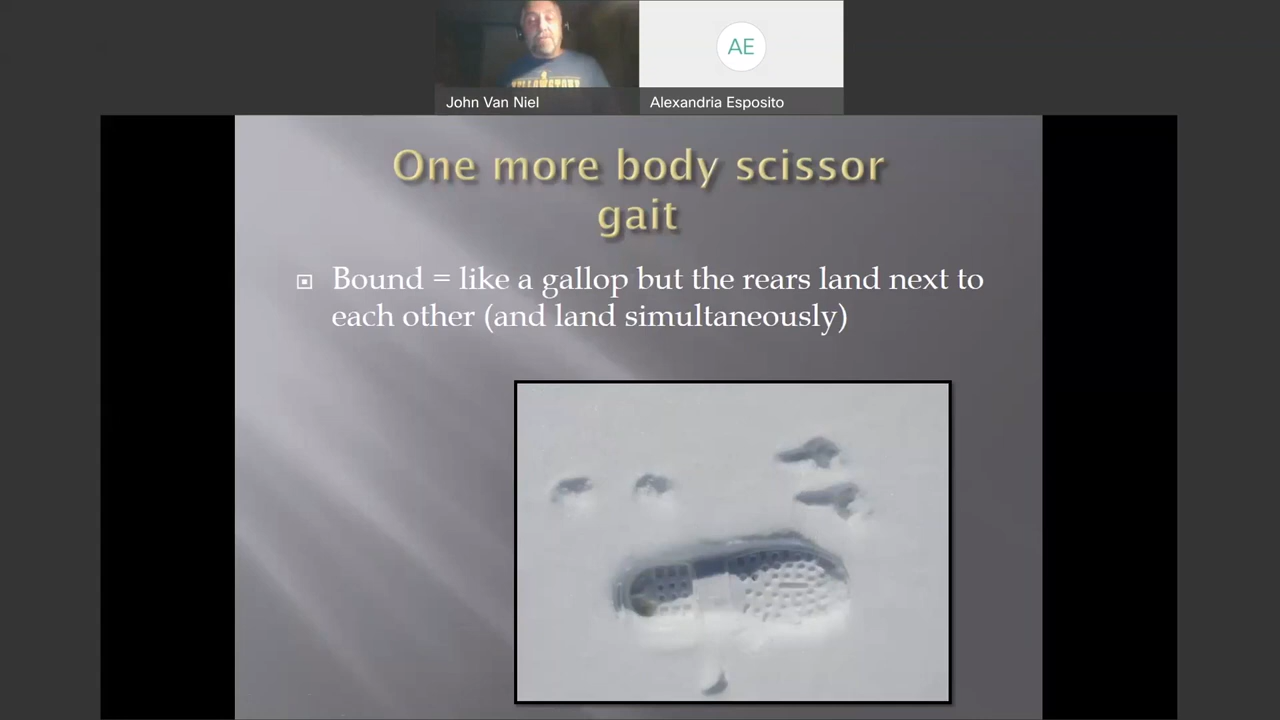 AE
John Van Niel
Alexandria Esposito
One more body scissor
gait
Bound = like a gallop but the rears land next to
each other (and land simultaneously)